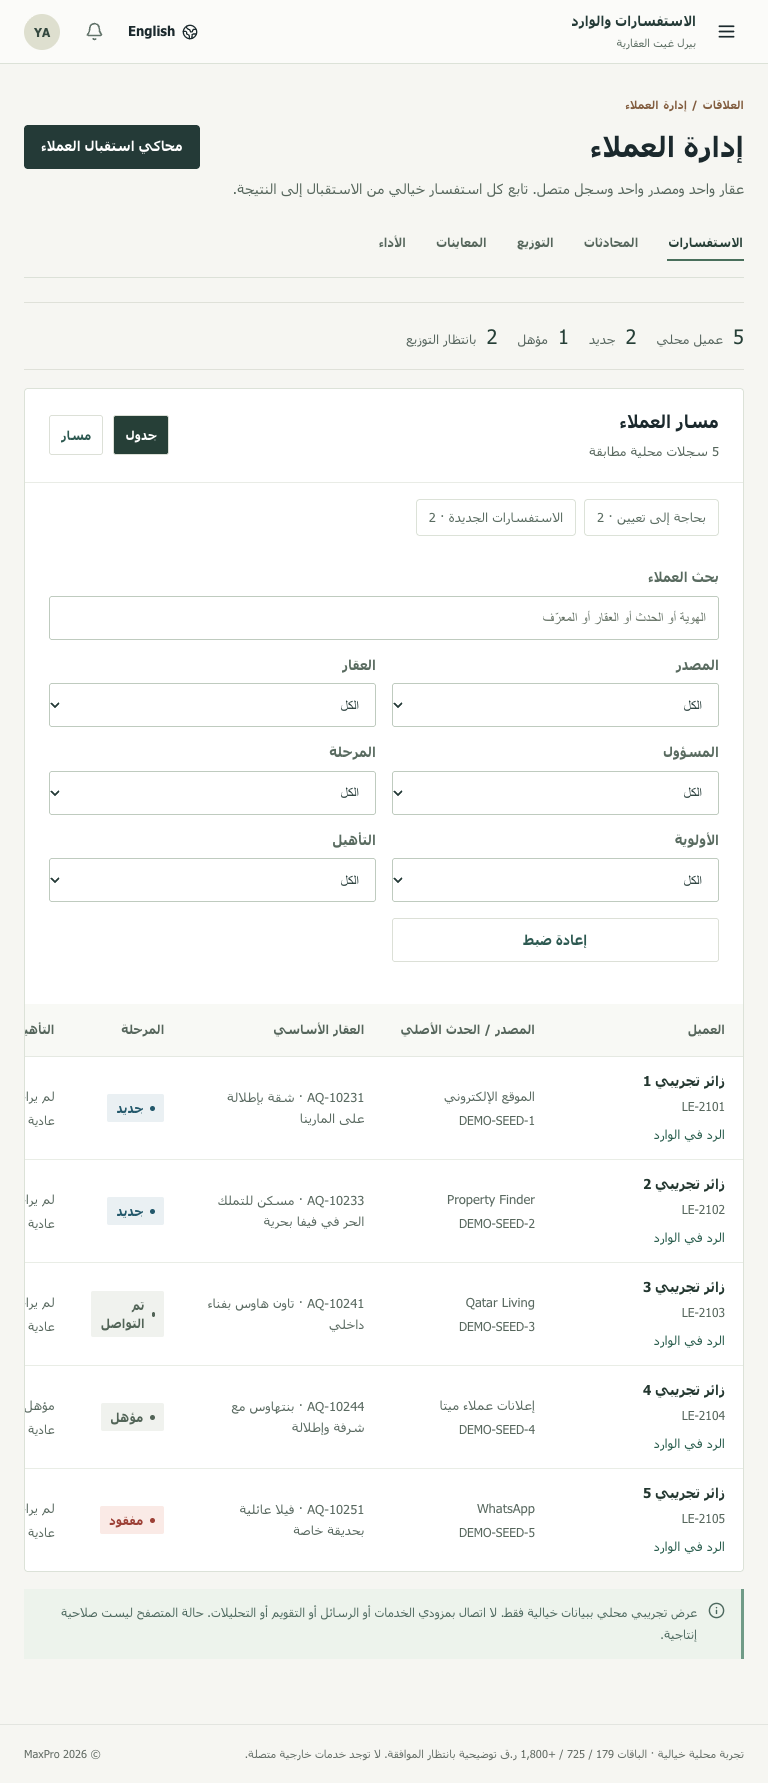 الاستفسارات والوارد
بيرل غيت العقارية
English
YA
العلاقات / إدارة العملاء
إدارة العملاء
محاكي استقبال العملاء
عقار واحد ومصدر واحد وسجل متصل. تابع كل استفسار خيالي من الاستقبال إلى النتيجة.
الاستفسارات المحادثات التوزيع المعاينات الأداء
5 عميل محلي 2 جديد 1 مؤهل 2 بانتظار التوزيع
مسار العملاء
5 سجلات محلية مطابقة
جدول مسار
بحاجة إلى تعيين · 2 الاستفسارات الجديدة · 2
بحث العملاء
الهوية أو الحدث أو العقار أو المعرّف
المصدر العقار
الكل الكل
المسؤول المرحلة
الكل الكل
الأولوية التأهيل
الكل الكل
إعادة ضبط
العميل المصدر / الحدث الأصلي العقار الأساسي المرحلة
زائر تجريبي 1
LE-2101
الرد في الوارد
الموقع الإلكتروني
DEMO-SEED-1
AQ-10231 · شقة بإطلالة
على المارينا
جديد
لم
عادية
زائر تجريبي 2
LE-2102
الرد في الوارد
Property Finder
DEMO-SEED-2
AQ-10233 · مسكن للتملك
الحر في فيفا بحرية
جديد
لم
عادية
زائر تجريبي 3
LE-2103
الرد في الوارد
Qatar Living
DEMO-SEED-3
AQ-10241 · تاون هاوس بفناء
داخلي
تم
التواصل
لم
عادية
زائر تجريبي 4
LE-2104
الرد في الوارد
إعلانات عملاء ميتا
DEMO-SEED-4
AQ-10244 · بنتهاوس مع
شرفة وإطلالة
مؤهل
مؤهل
عادية
زائر تجريبي 5
LE-2105
الرد في الوارد
WhatsApp
DEMO-SEED-5
AQ-10251 · فيلا عائلية
بحديقة خاصة
مفقود
لم
عادية
عرض تجريبي محلي ببيانات خيالية فقط. لا اتصال بمزودي الخدمات أو الرسائل أو التقويم أو التحليلات. حالة المتصفح ليست صلاحية
إنتاجية.
تجربة محلية خيالية · الباقات 179 / 725 / +1,800 ر.ق توضيحية بانتظار الموافقة. لا توجد خدمات خارجية متصلة.
© 2026 MaxPro